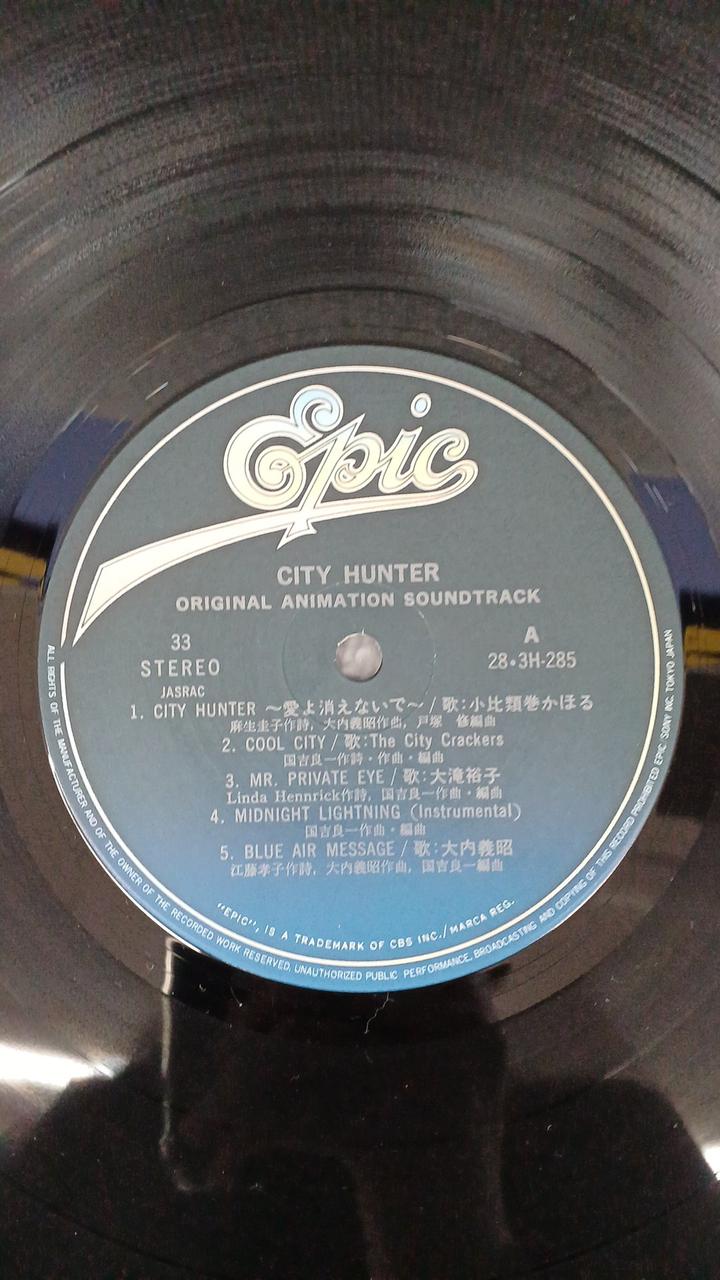 Epic
CITY HUNTER
ORIGINAL ANIMATION SOUNDTRACK
33
STEREO
JASRAC
A
28・3H-285
1. CITY HUNTER 〜愛よ消えないで〜 / 歌:小比類巻かほる
麻生圭子作詩, 大内義昭作曲, 戸塚 修編曲
2. COOL CITY / 歌:The City Crackers
国吉良一作詩・作曲・編曲
3. MR. PRIVATE EYE / 歌:大滝裕子
Linda Hennrick作詩, 国吉良一作曲・編曲
4. MIDNIGHT LIGHTNING (Instrumental)
国吉良一作曲・編曲
5. BLUE AIR MESSAGE / 歌:大内義昭
江藤孝子作詩, 大内義昭作曲, 国吉良一編曲
"EPIC", IS A TRADEMARK OF CBS INC./MARCA REG.
ALL RIGHTS OF THE MANUFACTURER AND OF THE OWNER OF THE RECORDED WORK RESERVED. UNAUTHORIZED PUBLIC PERFORMANCE, BROADCASTING AND COPYING OF THIS RECORD PROHIBITED EPIC/SONY INC. TOKYO JAPAN